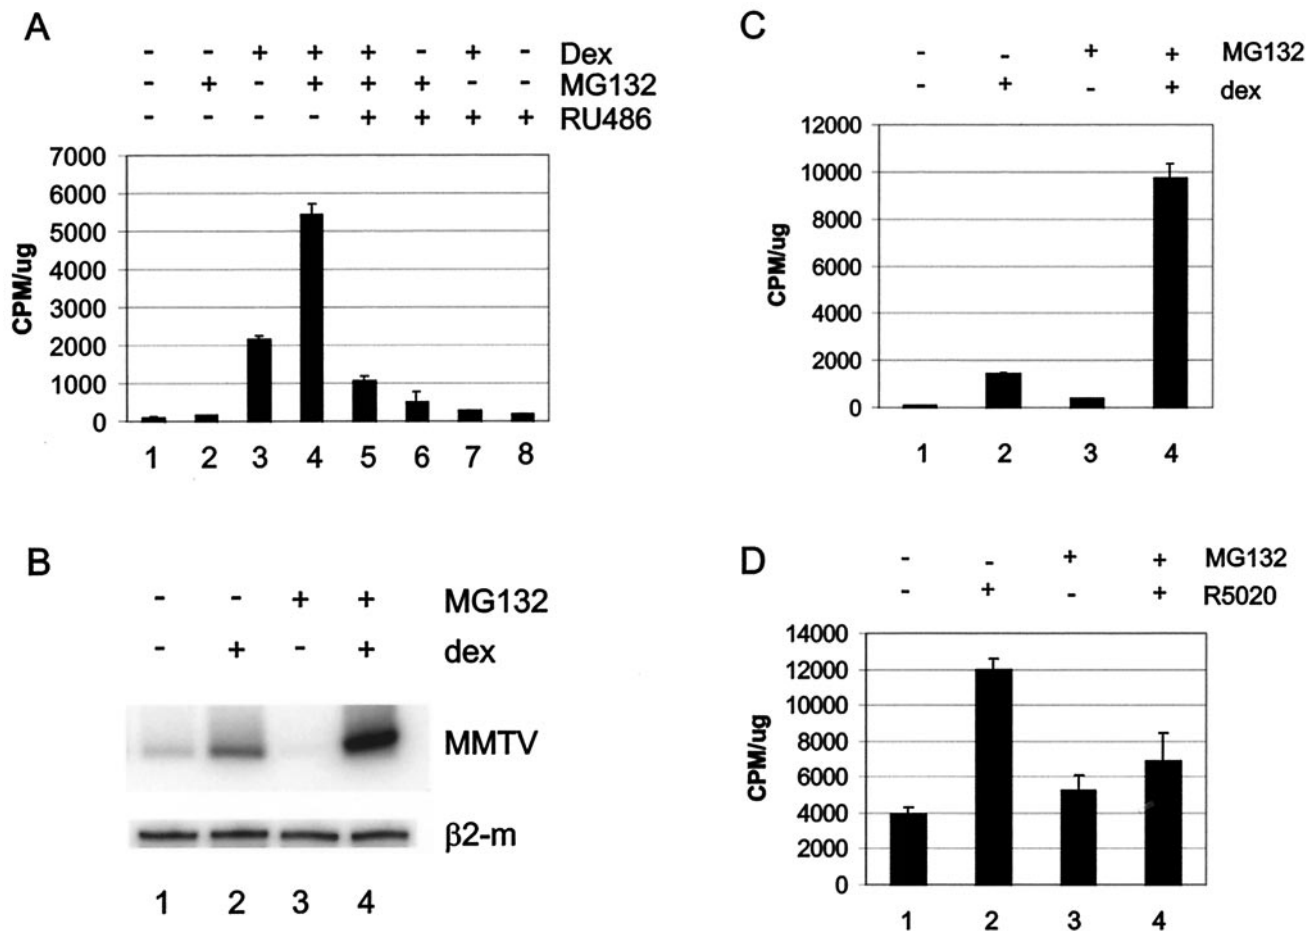 A
- - + + + - + - Dex
- + - + + + - - MG132
- - - - + + + + RU486
7000
6000
5000
4000
3000
2000
1000
0
CPM/ug
1 2 3 4 5 6 7 8
B
- - + + MG132
- + - + dex
MMTV
β2-m
1 2 3 4
C
- - + + MG132
- + - + dex
12000
10000
8000
6000
4000
2000
0
CPM/ug
1 2 3 4
D
- - + + MG132
- + - + R5020
14000
12000
10000
8000
6000
4000
2000
0
CPM/ug
1 2 3 4